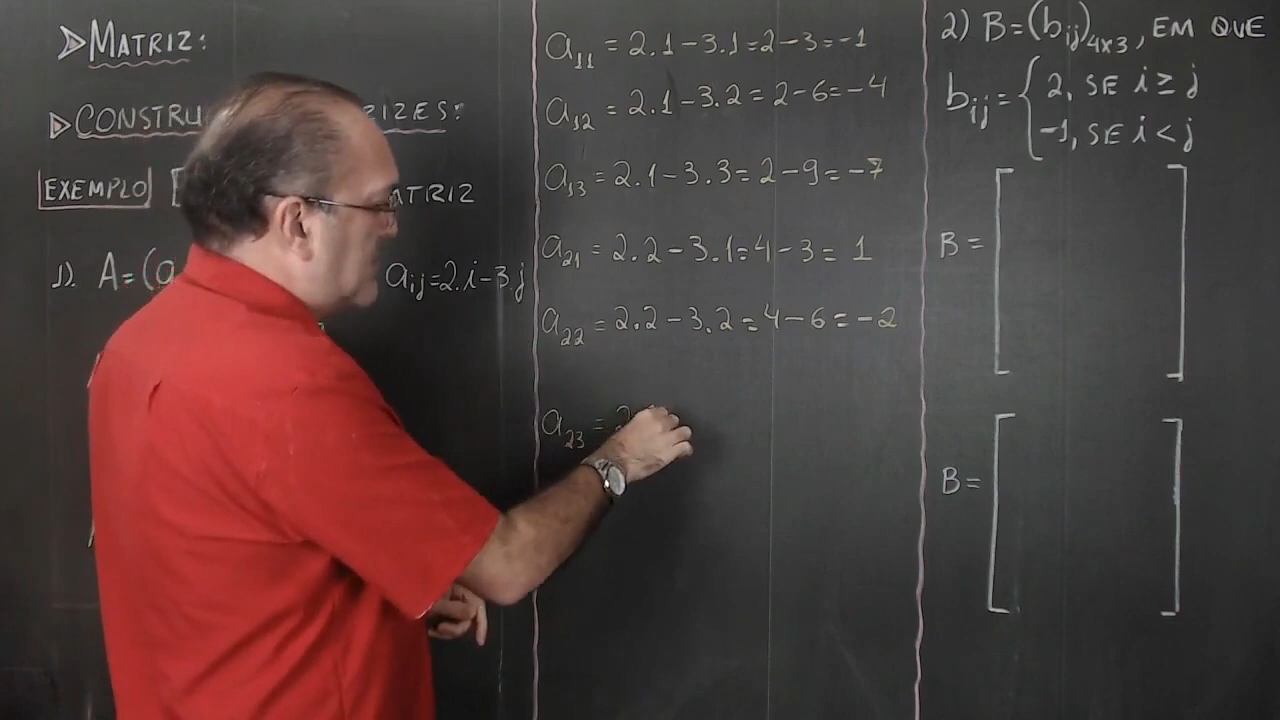 MATRIZ:
CONSTRU RIZES:
EXEMPLO E ATRIZ
1). A=(a aij=2.i-3.j
a11 = 2.1-3.1=2-3=-1
a12 = 2.1-3.2=2-6=-4
a13 = 2.1-3.3=2-9=-7
a21 = 2.2-3.1=4-3=1
a22 = 2.2-3.2=4-6=-2
a23 = 2
2) B=(bij)4x3, EM QUE
bij={ 2, SE i≥j
-1, SE i<j
B=
B=